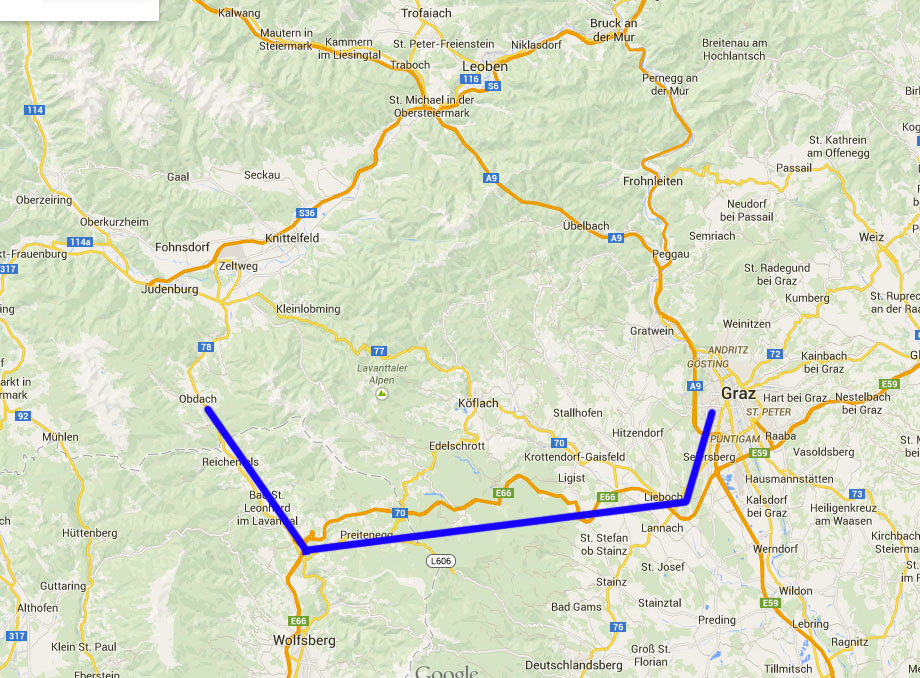 Kalwang
Trofaiach
Bruck an
der Mur
Mautern in
Steiermark
Kammern
im Liesingtal
St. Peter-Freienstein
Niklasdorf
Breitenau am
Hochlantsch
Traboch
Leoben
116
S6
Pernegg an
der Mur
114
St. Michael in der
Obersteiermark
St. Kathrein
am Offenegg
Gaal
Seckau
A9
Frohnleiten
Passail
Oberzeiring
S36
Neudorf
bei Passail
Oberkurzheim
Übelbach
A9
Semriach
Weiz
114a
Fohnsdorf
Knittelfeld
Peggau
317
Zeltweg
St. Radegund
bei Graz
Judenburg
Kleinlobming
Kumberg
Gratwein
Weinitzen
78
77
ANDRITZ
72
Kainbach
bei Graz
Lavanttaler
Alpen
GÖSTING
A9
Graz
E59
Obdach
Köflach
Stallhofen
Hart bei Graz
Nestelbach
bei Graz
92
ST. PETER
Mühlen
Edelschrott
70
Hitzendorf
PUNTIGAM
Raaba
Krottendorf-Gaisfeld
E59
Vasoldsberg
Ligist
Hausmannstätten
E66
E66
Lieboch
73
Kalsdorf
bei Graz
Heiligenkreuz
am Waasen
70
Hüttenberg
Preitenegg
Lannach
St. Stefan
ob Stainz
Werndorf
L606
St. Josef
Guttaring
Stainz
Wildon
Althofen
E66
Bad Gams
Stainztal
E59
Preding
Lebring
317
76
Ragnitz
Klein St. Paul
Wolfsberg
Groß St.
Florian
Deutschlandsberg
Tillmitsch
Eberstein
Google